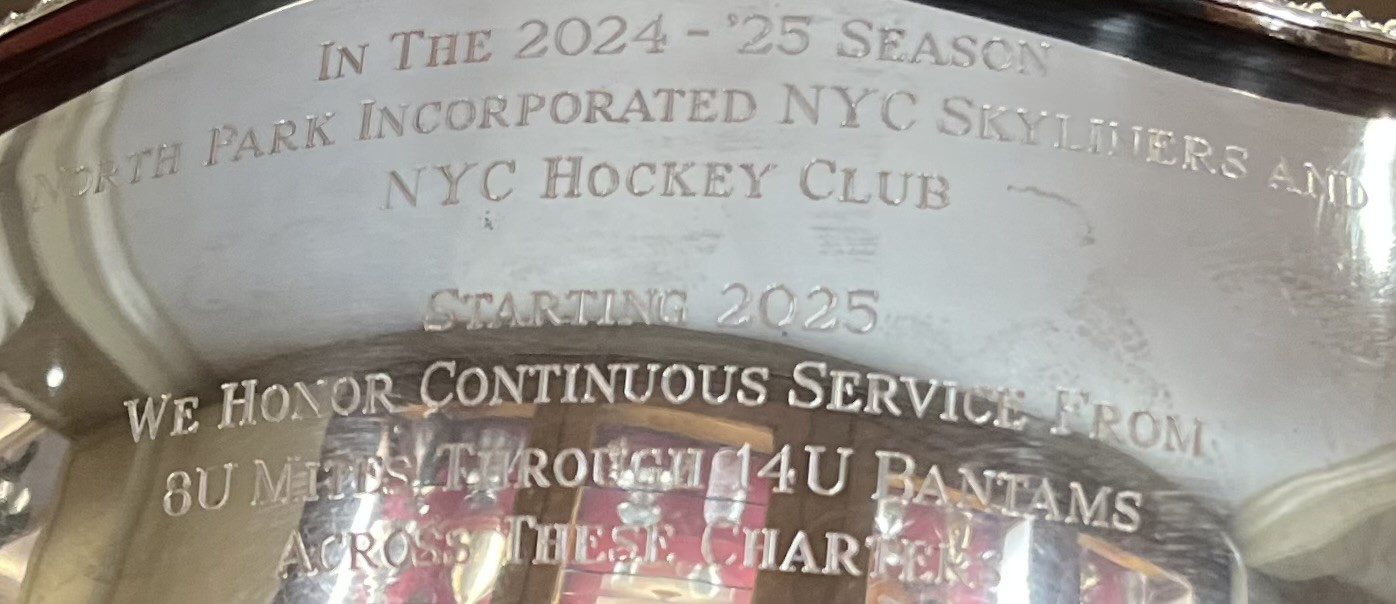 In The 2024 - '25 Season
North Park Incorporated NYC Skyliners and
NYC Hockey Club
Starting 2025
We Honor Continuous Service From
8U Mites Through 14U Bantams
Across These Charters